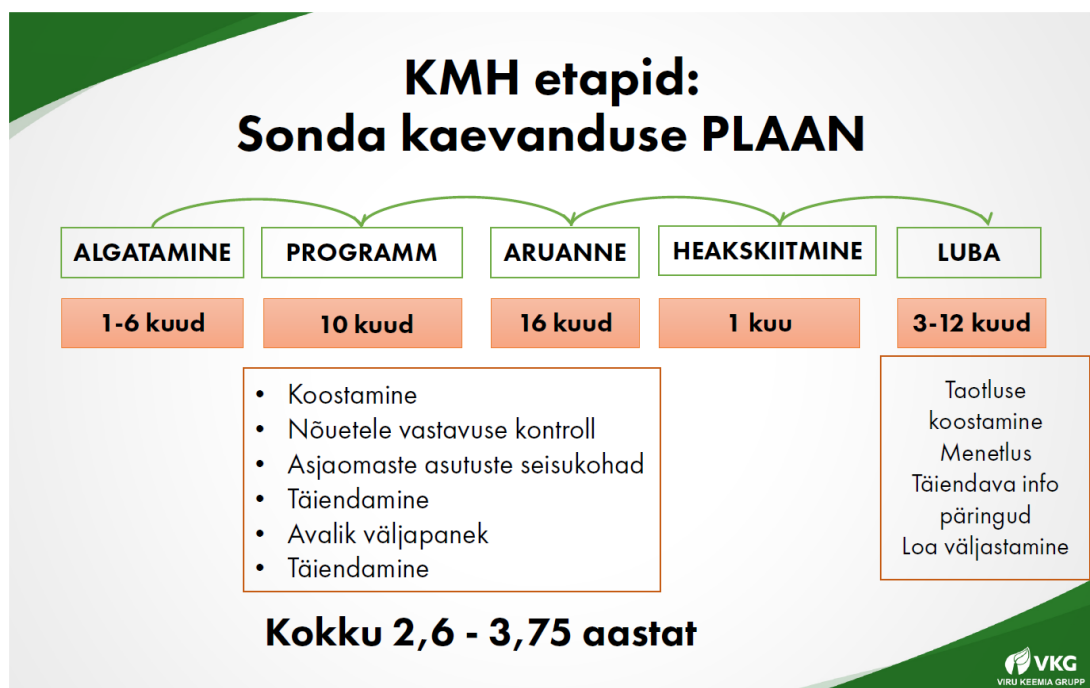 KMH etapid:
Sonda kaevanduse PLAAN
ALGATAMINE
PROGRAMM
ARUANNE
HEAKSKIITMINE
LUBA
1-6 kuud
10 kuud
16 kuud
1 kuu
3-12 kuud
• Koostamine
• Nõuetele vastavuse kontroll
• Asjaomaste asutuste seisukohad
• Täiendamine
• Avalik väljapanek
• Täiendamine
Taotluse
koostamine
Menetlus
Täiendava info
päringud
Loa väljastamine
Kokku 2,6 - 3,75 aastat
VKG
VIRU KEEMIA GRUPP